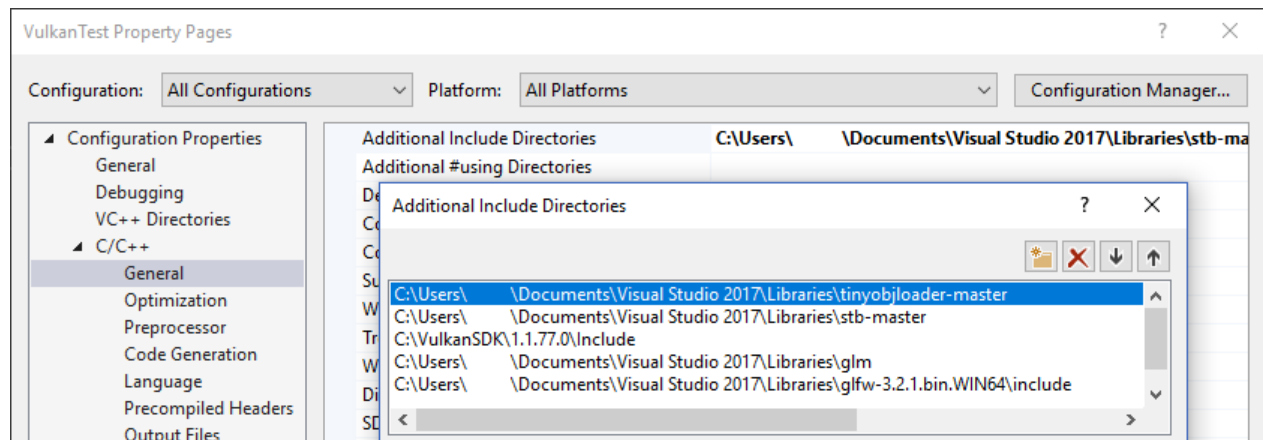 VulkanTest Property Pages
Configuration: All Configurations Platform: All Platforms Configuration Manager...
Configuration Properties
General
Debugging
VC++ Directories
C/C++
General
Optimization
Preprocessor
Code Generation
Language
Precompiled Headers
Output Files
Additional Include Directories C:\Users\ \Documents\Visual Studio 2017\Libraries\stb-ma
Additional #using Directories
Additional Include Directories
C:\Users\ \Documents\Visual Studio 2017\Libraries\tinyobjloader-master
C:\Users\ \Documents\Visual Studio 2017\Libraries\stb-master
C:\VulkanSDK\1.1.77.0\Include
C:\Users\ \Documents\Visual Studio 2017\Libraries\glm
C:\Users\ \Documents\Visual Studio 2017\Libraries\glfw-3.2.1.bin.WIN64\include